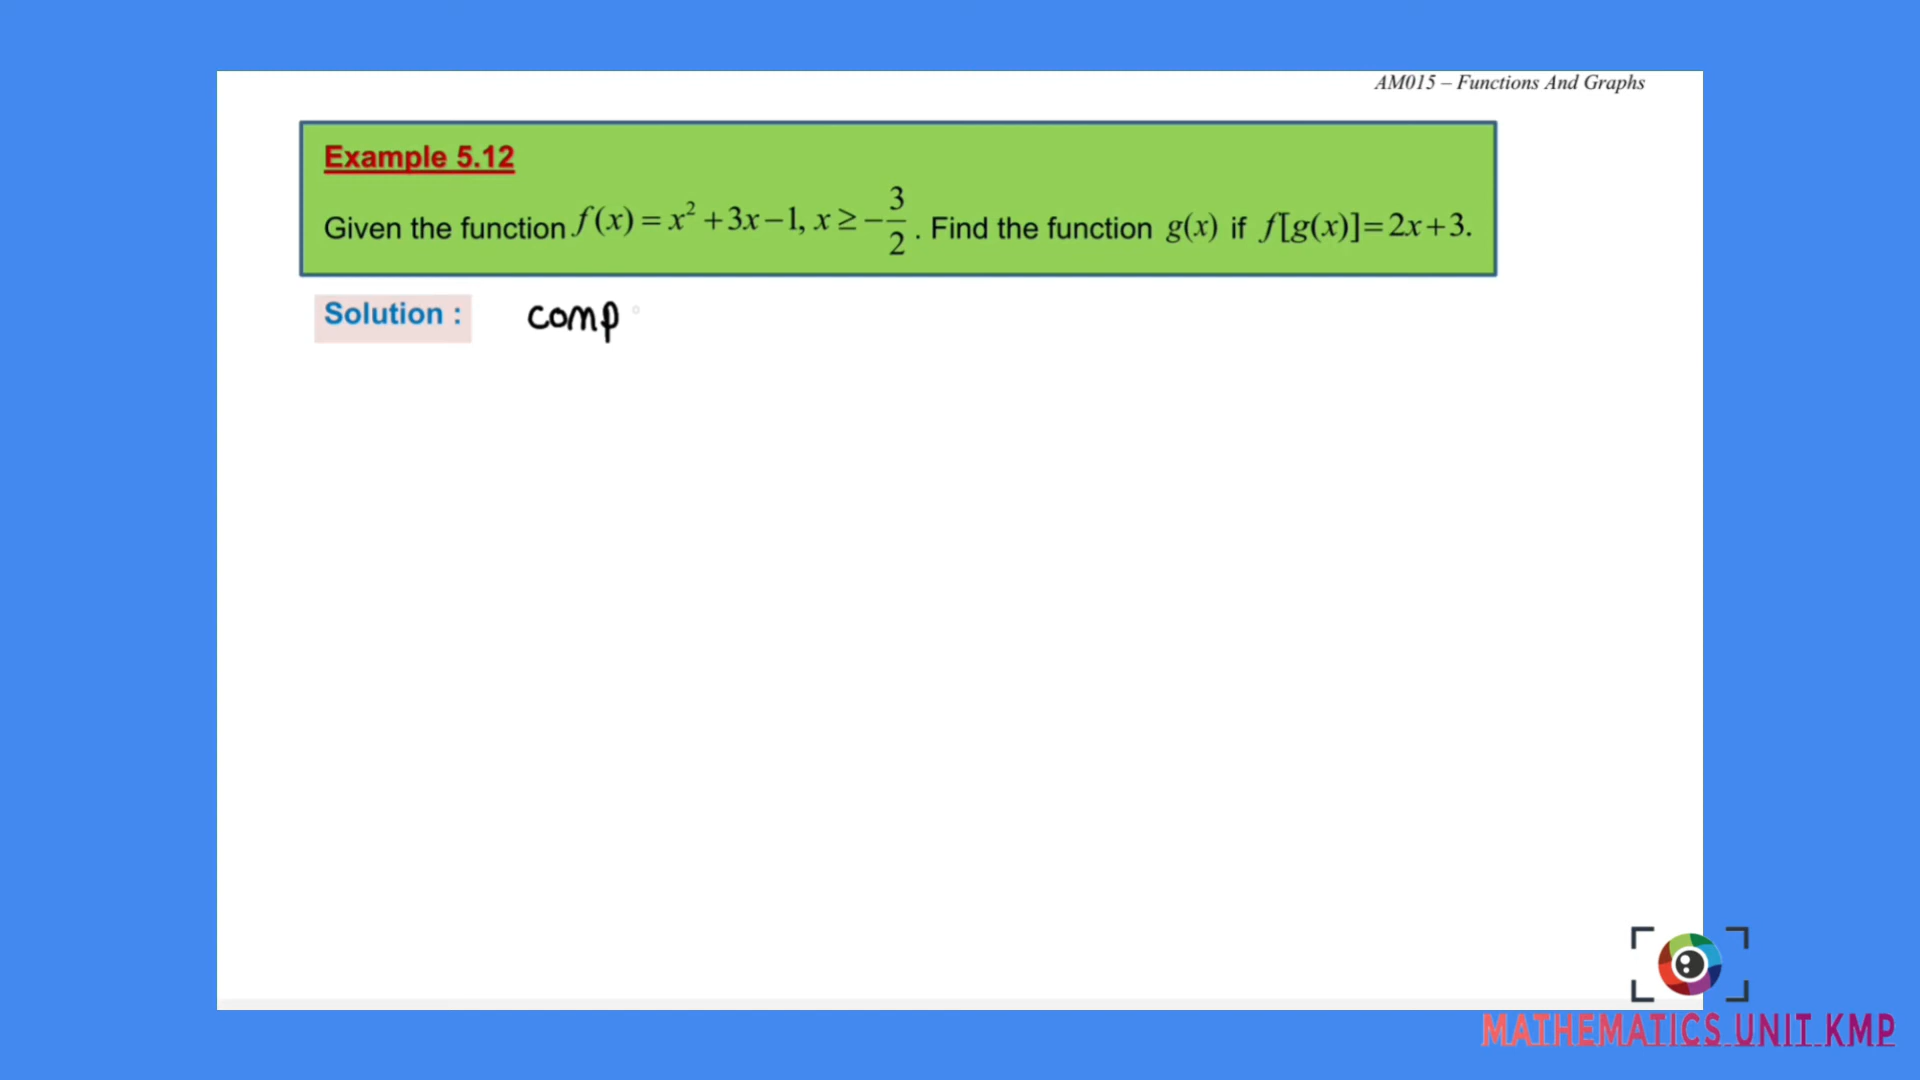 AM015 – Functions And Graphs
Example 5.12
Given the function f(x) = x² + 3x − 1, x ≥ −3/2 . Find the function g(x) if f[g(x)]=2x+3.
Solution : comp
MATHEMATICS UNIT KMP